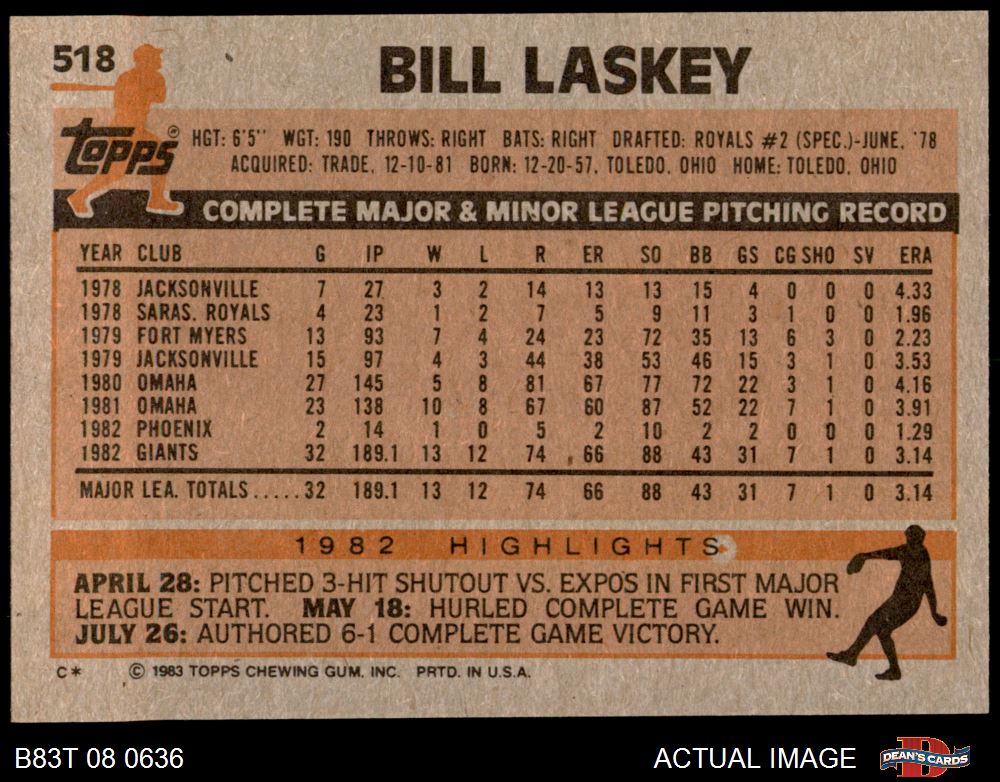 518
BILL LASKEY
Topps®
HGT: 6'5" WGT: 190 THROWS: RIGHT BATS: RIGHT DRAFTED: ROYALS #2 (SPEC.)-JUNE, '78
ACQUIRED: TRADE, 12-10-81 BORN: 12-20-57, TOLEDO, OHIO HOME: TOLEDO, OHIO
COMPLETE MAJOR & MINOR LEAGUE PITCHING RECORD
YEAR CLUB G IP W L R ER SO BB GS CG SHO SV ERA
1978 JACKSONVILLE 7 27 3 2 14 13 13 15 4 0 0 0 4.33
1978 SARAS. ROYALS 4 23 1 2 7 5 9 11 3 1 0 0 1.96
1979 FORT MYERS 13 93 7 4 24 23 72 35 13 6 3 0 2.23
1979 JACKSONVILLE 15 97 4 3 44 38 53 46 15 3 1 0 3.53
1980 OMAHA 27 145 5 8 81 67 77 72 22 3 1 0 4.16
1981 OMAHA 23 138 10 8 67 60 87 52 22 7 1 0 3.91
1982 PHOENIX 2 14 1 0 5 2 10 2 2 0 0 0 1.29
1982 GIANTS 32 189.1 13 12 74 66 88 43 31 7 1 0 3.14
MAJOR LEA. TOTALS.....32 189.1 13 12 74 66 88 43 31 7 1 0 3.14
1982 HIGHLIGHTS
APRIL 28: PITCHED 3-HIT SHUTOUT VS. EXPOS IN FIRST MAJOR
LEAGUE START. MAY 18: HURLED COMPLETE GAME WIN.
JULY 26: AUTHORED 6-1 COMPLETE GAME VICTORY.
C* © 1983 TOPPS CHEWING GUM, INC. PRTD. IN U.S.A.
B83T 08 0636 ACTUAL IMAGE DEAN'S CARDS